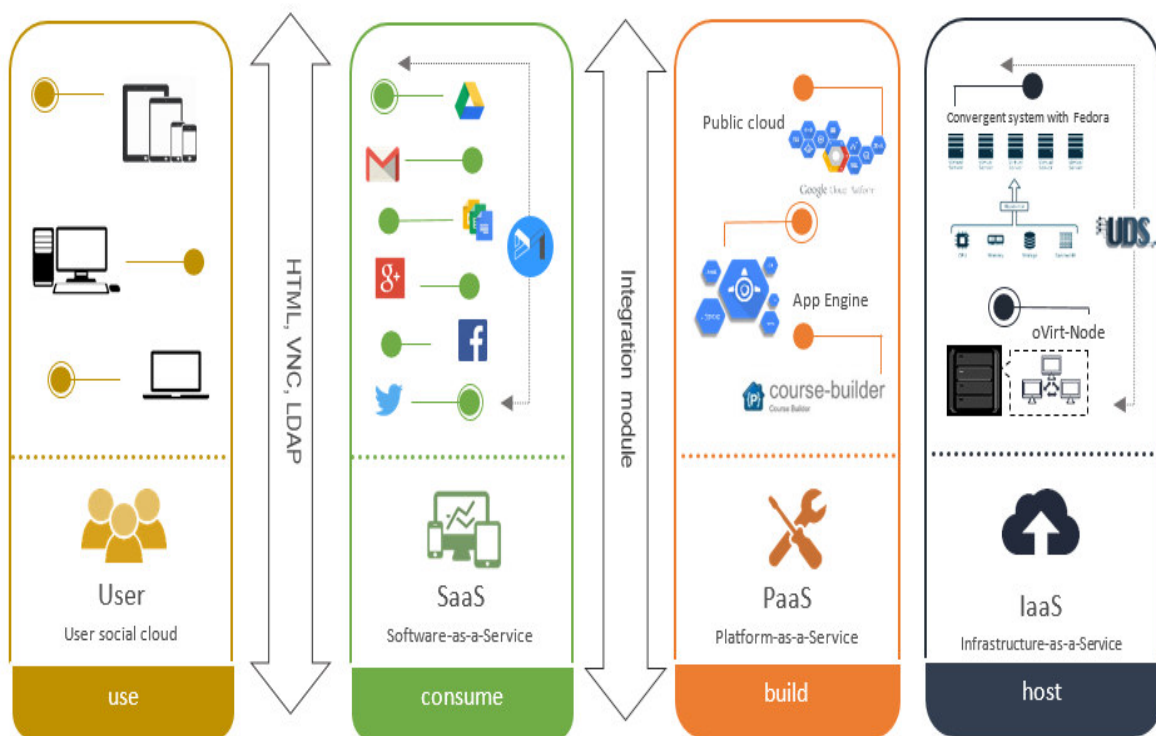 User
User social cloud
use
HTML, VNC, LDAP
SaaS
Software-as-a-Service
consume
Integration module
Public cloud
Google Cloud Platform
App Engine
course-builder
Course Builder
PaaS
Platform-as-a-Service
build
Convergent system with Fedora
UDS
oVirt-Node
IaaS
Infrastructure-as-a-Service
host